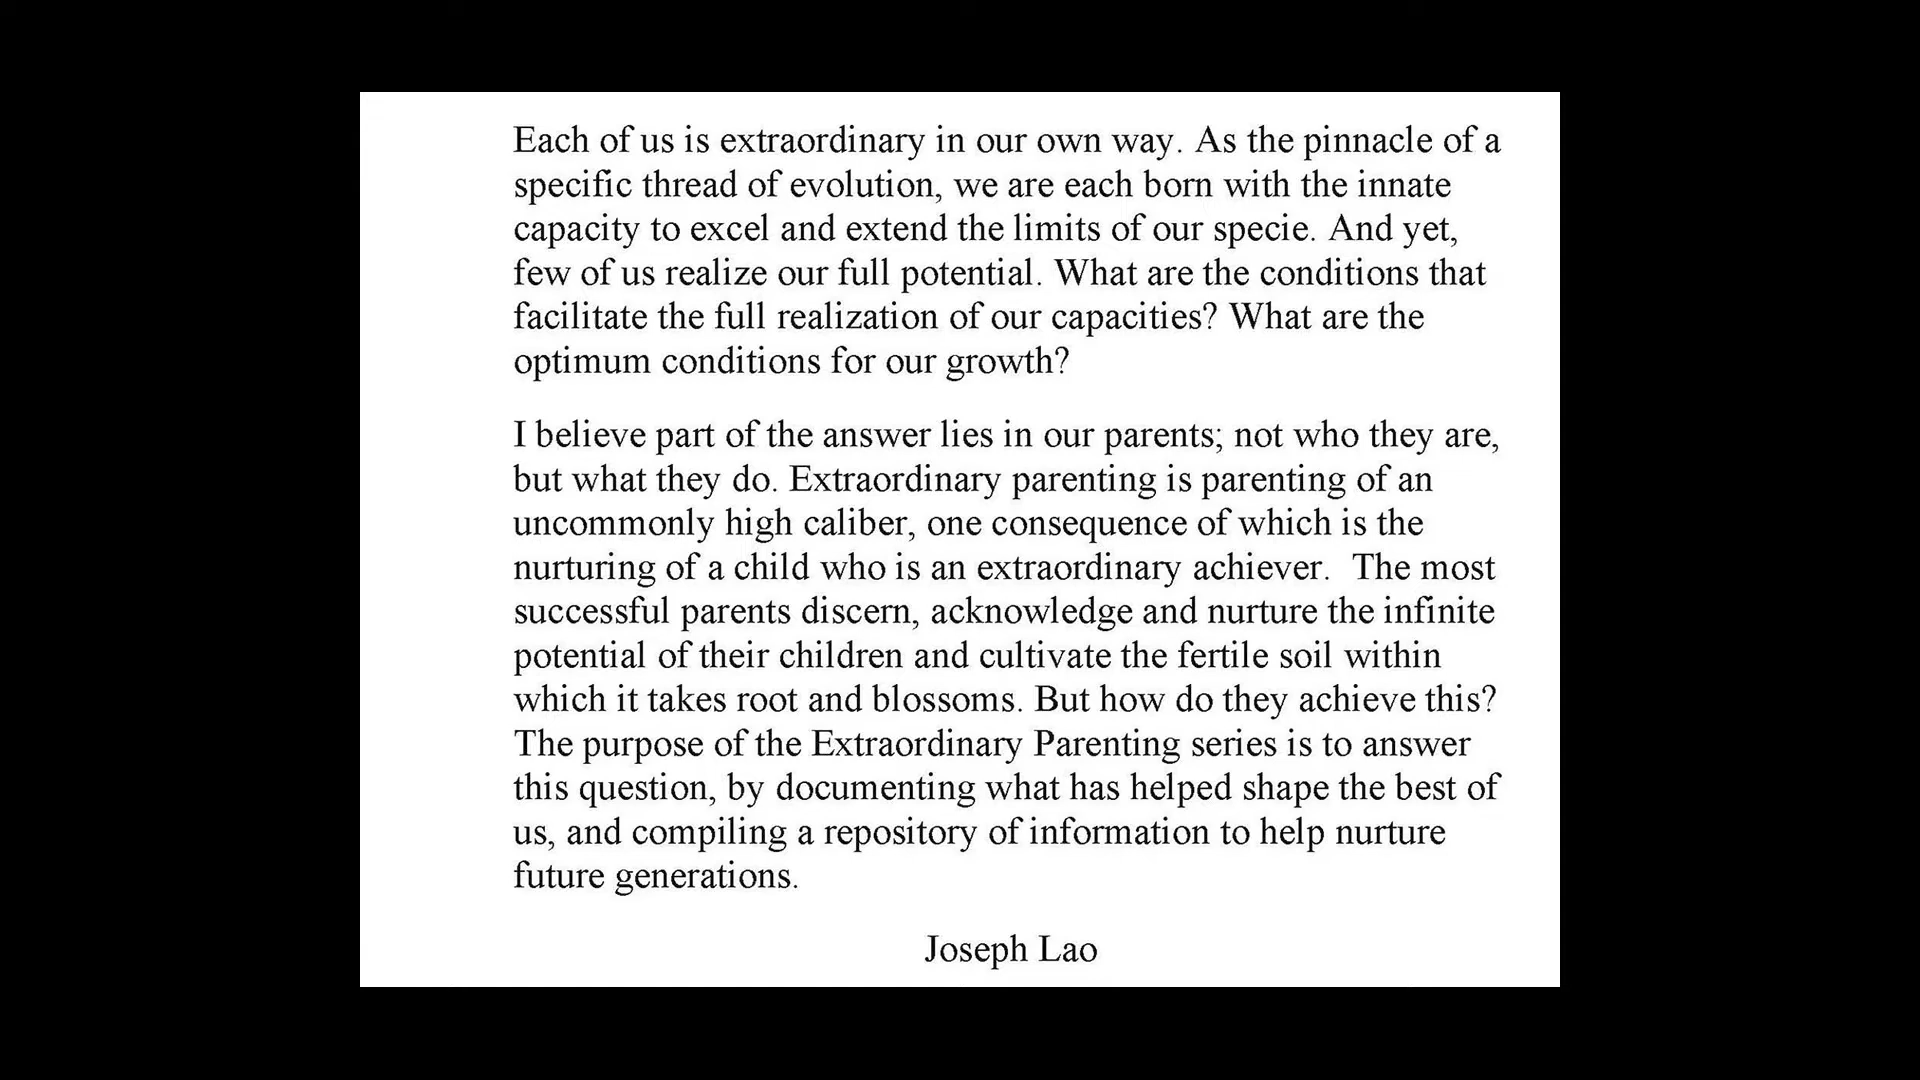 Each of us is extraordinary in our own way. As the pinnacle of a
specific thread of evolution, we are each born with the innate
capacity to excel and extend the limits of our specie. And yet,
few of us realize our full potential. What are the conditions that
facilitate the full realization of our capacities? What are the
optimum conditions for our growth?
I believe part of the answer lies in our parents; not who they are,
but what they do. Extraordinary parenting is parenting of an
uncommonly high caliber, one consequence of which is the
nurturing of a child who is an extraordinary achiever.  The most
successful parents discern, acknowledge and nurture the infinite
potential of their children and cultivate the fertile soil within
which it takes root and blossoms. But how do they achieve this?
The purpose of the Extraordinary Parenting series is to answer
this question, by documenting what has helped shape the best of
us, and compiling a repository of information to help nurture
future generations.
Joseph Lao